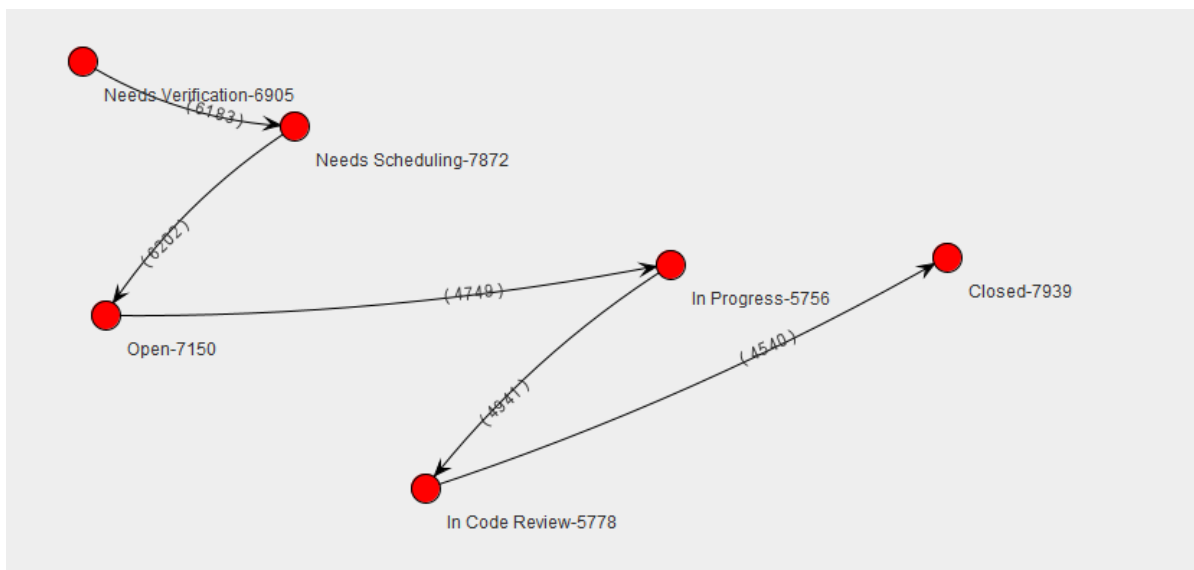 Needs Verification-6905
(6183)
Needs Scheduling-7872
(6202)
Open-7150
(4749)
In Progress-5756
Closed-7939
(4540)
(4941)
In Code Review-5778